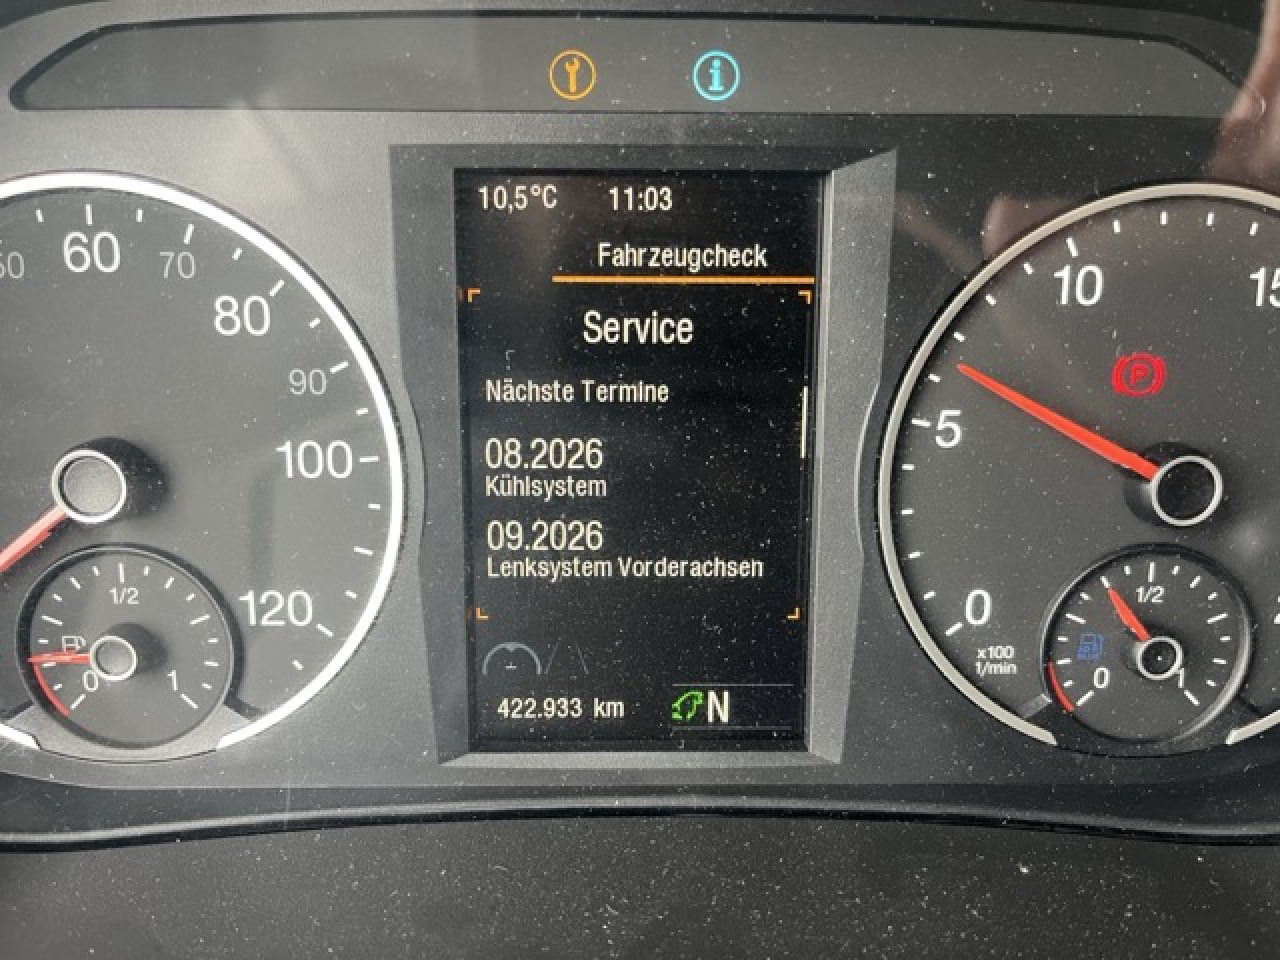 10,5°C 11:03
Fahrzeugcheck
Service
Nächste Termine
08.2026
Kühlsystem
09.2026
Lenksystem Vorderachsen
422.933 km N
60
70
80
90
100
120
1/2
0
1
10
5
0
x100
1/min
P
1/2
0
1